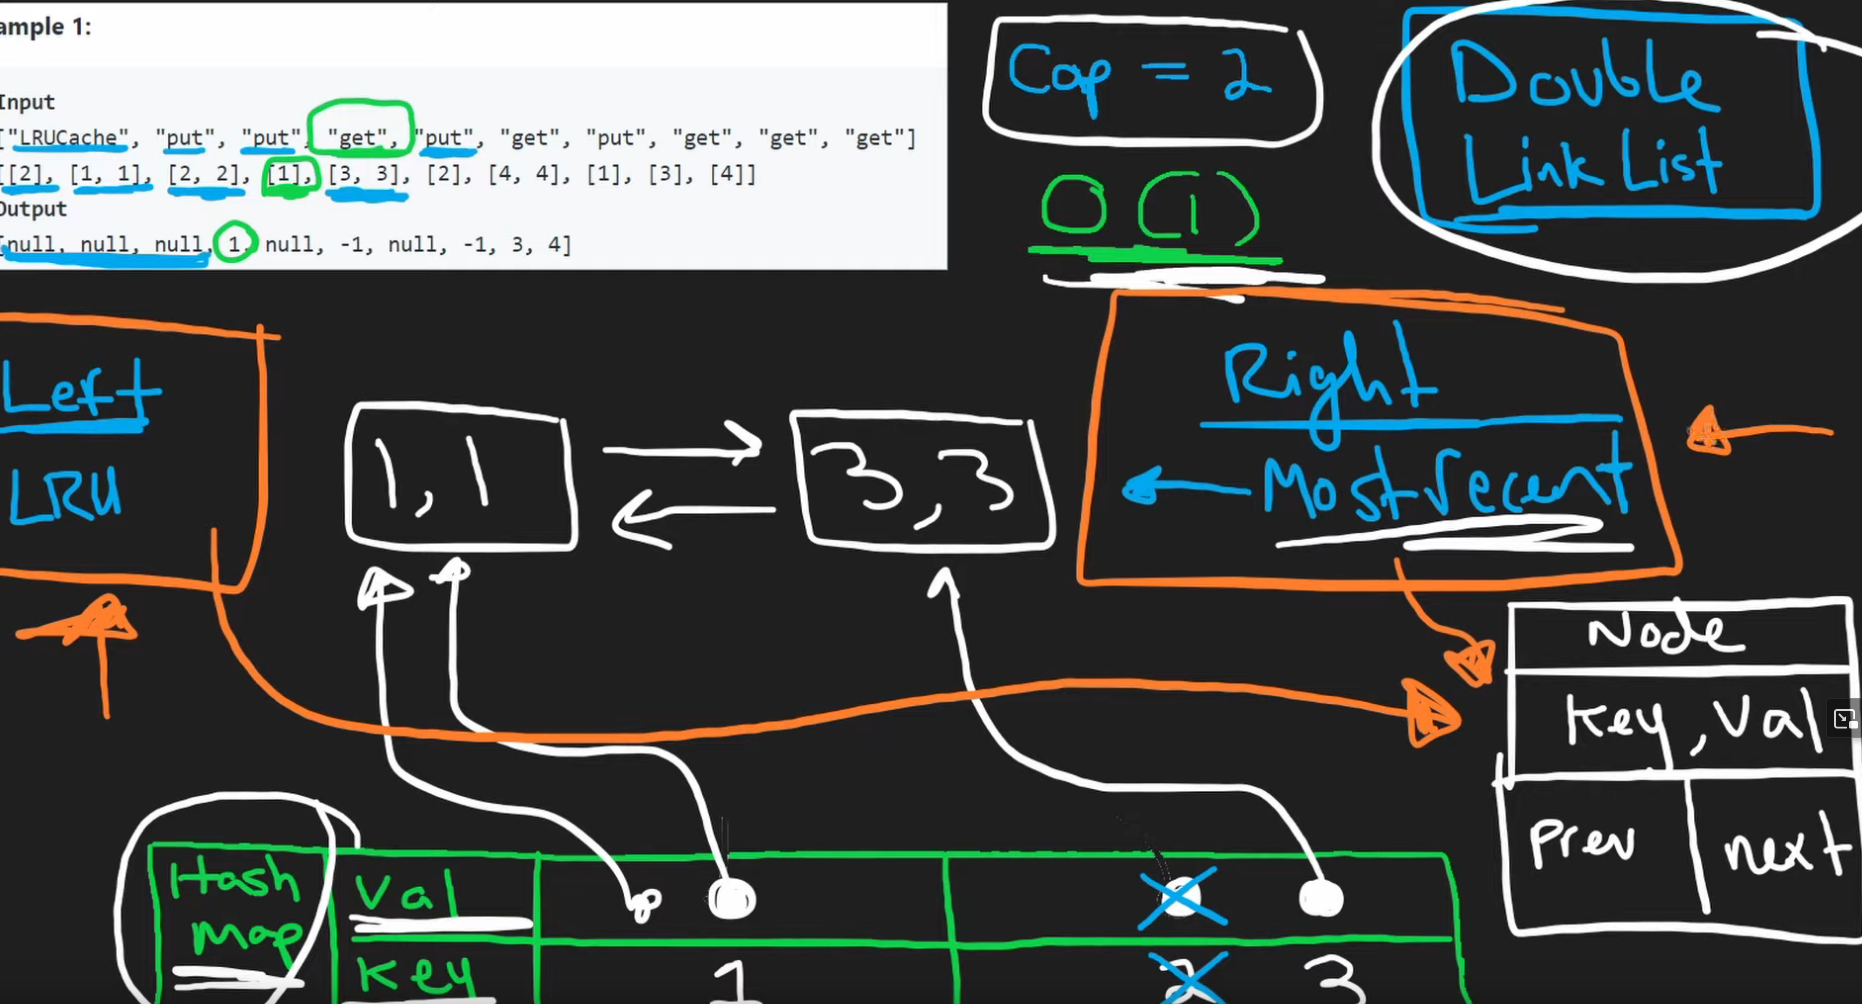 ample 1:
Input
["LRUCache", "put", "put", "get", "put", "get", "put", "get", "get", "get"]
[[2], [1, 1], [2, 2], [1], [3, 3], [2], [4, 4], [1], [3], [4]]
Output
[null, null, null, 1, null, -1, null, -1, 3, 4]
Cap = 2
O(1)
Double
Link List
Left
LRU
1,1
3,3
Right
Most recent
Node
Key, Val
Prev next
Hash
Map
Val
Key 1 2 3